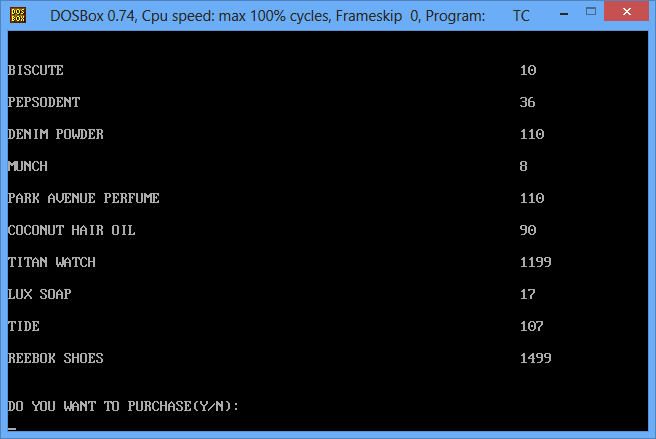 DOS BOX DOSBox 0.74, Cpu speed: max 100% cycles, Frameskip 0, Program: TC
BISCUTE 10
PEPSODENT 36
DENIM POWDER 110
MUNCH 8
PARK AVENUE PERFUME 110
COCONUT HAIR OIL 90
TITAN WATCH 1199
LUX SOAP 17
TIDE 107
REEBOK SHOES 1499
DO YOU WANT TO PURCHASE(Y/N):